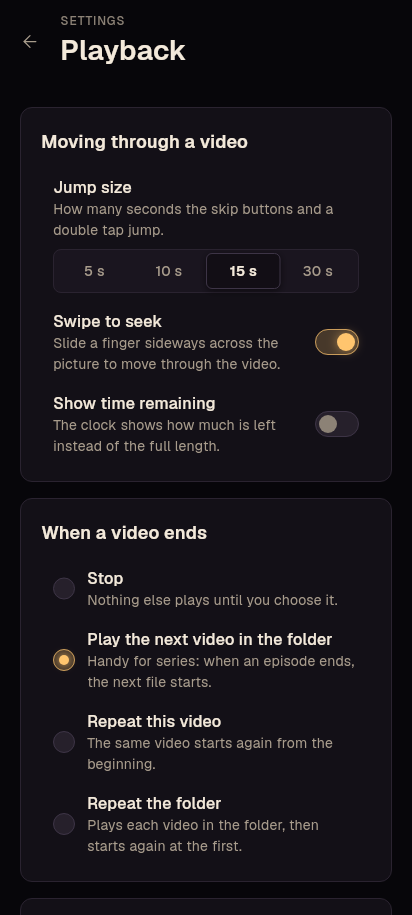 SETTINGS
Playback
Moving through a video
Jump size
How many seconds the skip buttons and a
double tap jump.
5 s 10 s 15 s 30 s
Swipe to seek
Slide a finger sideways across the
picture to move through the video.
Show time remaining
The clock shows how much is left
instead of the full length.
When a video ends
Stop
Nothing else plays until you choose it.
Play the next video in the folder
Handy for series: when an episode ends,
the next file starts.
Repeat this video
The same video starts again from the
beginning.
Repeat the folder
Plays each video in the folder, then
starts again at the first.